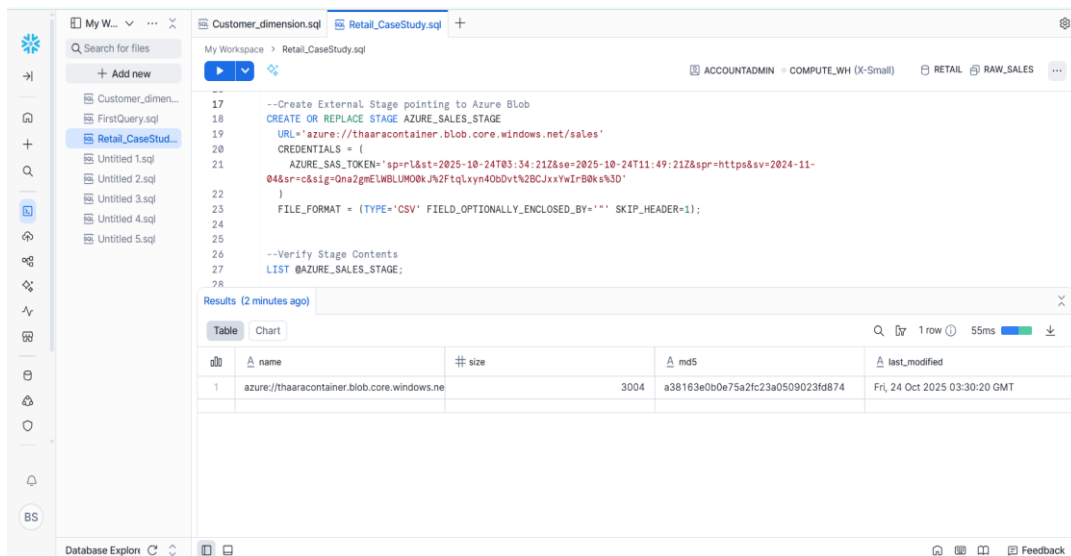 My W...
Customer_dimension.sql
Retail_CaseStudy.sql
Search for files
My Workspace > Retail_CaseStudy.sql
Add new
ACCOUNTADMIN
COMPUTE_WH (X-Small)
RETAIL
RAW_SALES
Customer_dimen...
FirstQuery.sql
Retail_CaseStud...
Untitled 1.sql
Untitled 2.sql
Untitled 3.sql
Untitled 4.sql
Untitled 5.sql
17 --Create External Stage pointing to Azure Blob
18 CREATE OR REPLACE STAGE AZURE_SALES_STAGE
19 URL='azure://thaaracontainer.blob.core.windows.net/sales'
20 CREDENTIALS = (
21 AZURE_SAS_TOKEN='sp=rl&st=2025-10-24T03:34:21Z&se=2025-10-24T11:49:21Z&spr=https&sv=2024-11-
04&sr=c&sig=Qna2gmElWBLUMO0kJ%2Ftqlxyn4ObDvt%2BCJxxYwIrB0ks%3D'
22 )
23 FILE_FORMAT = (TYPE='CSV' FIELD_OPTIONALLY_ENCLOSED_BY='"' SKIP_HEADER=1);
24
25
26 --Verify Stage Contents
27 LIST @AZURE_SALES_STAGE;
28
Results (2 minutes ago)
Table
Chart
1 row
55ms
name
size
md5
last_modified
1
azure://thaaracontainer.blob.core.windows.ne
3004
a38163e0b0e75a2fc23a0509023fd874
Fri, 24 Oct 2025 03:30:20 GMT
BS
Database Explor
Feedback